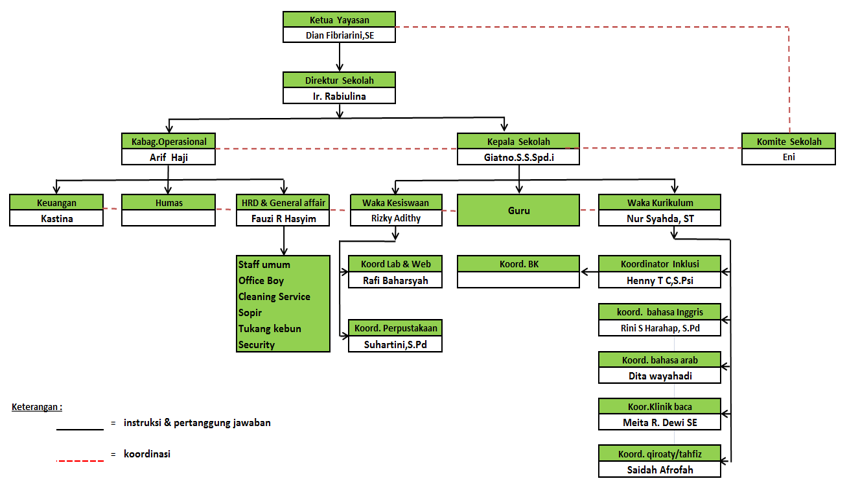 Ketua Yayasan
Dian Fibriarini,SE
Direktur Sekolah
Ir. Rabiulina
Kabag.Operasional
Arif Haji
Kepala Sekolah
Giatno.S.S.Spd.i
Komite Sekolah
Eni
Keuangan
Kastina
Humas
HRD & General affair
Fauzi R Hasyim
Waka Kesiswaan
Rizky Adithy
Guru
Waka Kurikulum
Nur Syahda, ST
Staff umum
Office Boy
Cleaning Service
Sopir
Tukang kebun
Security
Koord Lab & Web
Rafi Baharsyah
Koord. Perpustakaan
Suhartini,S.Pd
Koord. BK
Koordinator Inklusi
Henny T C,S.Psi
koord. bahasa Inggris
Rini S Harahap, S.Pd
Koord. bahasa arab
Dita wayahadi
Koor.Klinik baca
Meita R. Dewi SE
Koord. qiroaty/tahfiz
Saidah Afrofah
Keterangan :
= instruksi & pertanggung jawaban
= koordinasi